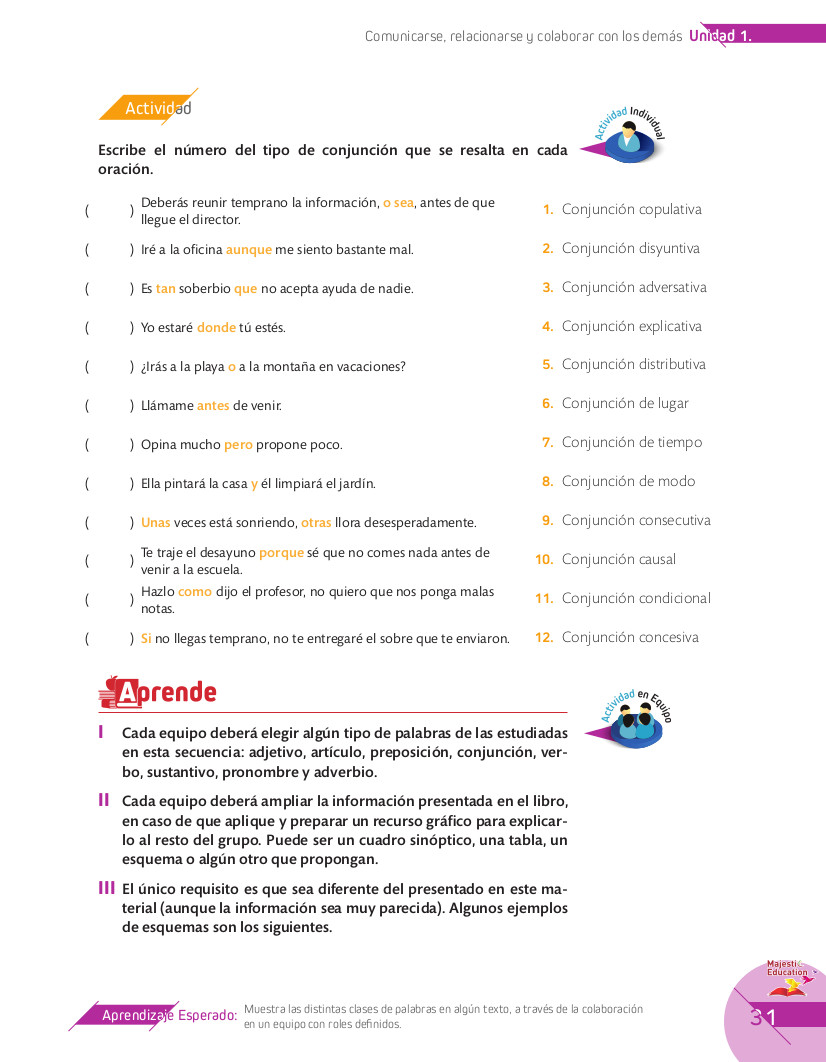 Comunicarse, relacionarse y colaborar con los demás Unidad 1.
Actividad
Actividad Individual
Escribe el número del tipo de conjunción que se resalta en cada
oración.
( ) Deberás reunir temprano la información, o sea, antes de que
llegue el director.
1. Conjunción copulativa
( ) Iré a la oficina aunque me siento bastante mal.
2. Conjunción disyuntiva
( ) Es tan soberbio que no acepta ayuda de nadie.
3. Conjunción adversativa
( ) Yo estaré donde tú estés.
4. Conjunción explicativa
( ) ¿Irás a la playa o a la montaña en vacaciones?
5. Conjunción distributiva
( ) Llámame antes de venir.
6. Conjunción de lugar
( ) Opina mucho pero propone poco.
7. Conjunción de tiempo
( ) Ella pintará la casa y él limpiará el jardín.
8. Conjunción de modo
( ) Unas veces está sonriendo, otras llora desesperadamente.
9. Conjunción consecutiva
( ) Te traje el desayuno porque sé que no comes nada antes de
venir a la escuela.
10. Conjunción causal
( ) Hazlo como dijo el profesor, no quiero que nos ponga malas
notas.
11. Conjunción condicional
( ) Si no llegas temprano, no te entregaré el sobre que te enviaron.
12. Conjunción concesiva
Aprende
Actividad en Equipo
I Cada equipo deberá elegir algún tipo de palabras de las estudiadas
en esta secuencia: adjetivo, artículo, preposición, conjunción, ver-
bo, sustantivo, pronombre y adverbio.
II Cada equipo deberá ampliar la información presentada en el libro,
en caso de que aplique y preparar un recurso gráfico para explicar-
lo al resto del grupo. Puede ser un cuadro sinóptico, una tabla, un
esquema o algún otro que propongan.
III El único requisito es que sea diferente del presentado en este ma-
terial (aunque la información sea muy parecida). Algunos ejemplos
de esquemas son los siguientes.
Majestic
Education
Aprendizaje Esperado: Muestra las distintas clases de palabras en algún texto, a través de la colaboración
en un equipo con roles definidos.
31